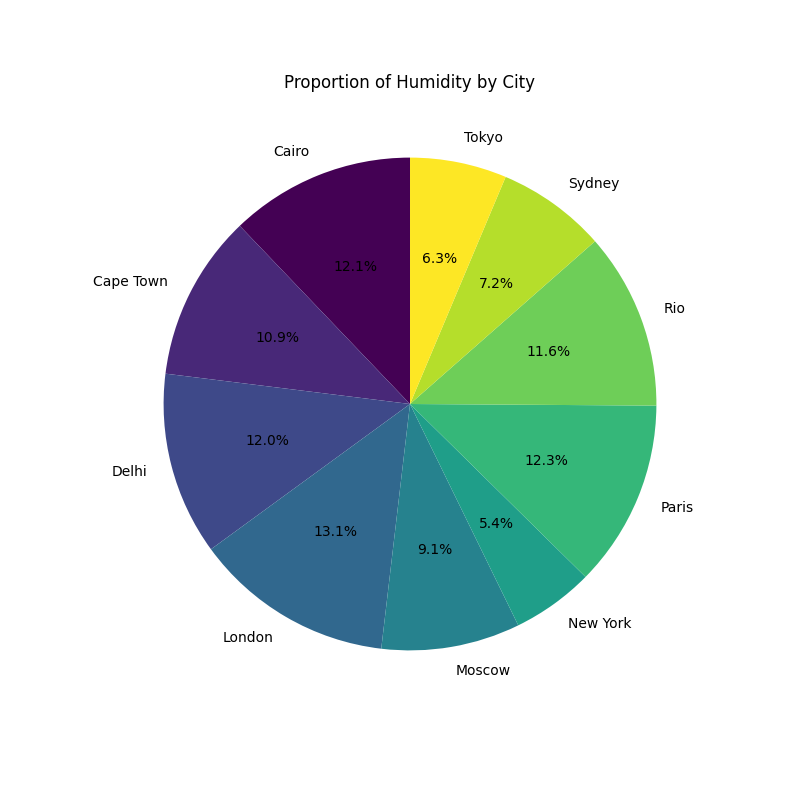 Proportion of Humidity by City
Tokyo
Cairo
Sydney
6.3%
12.1%
7.2%
Cape Town
Rio
10.9%
11.6%
12.0%
12.3%
Delhi
Paris
13.1%
5.4%
9.1%
New York
London
Moscow